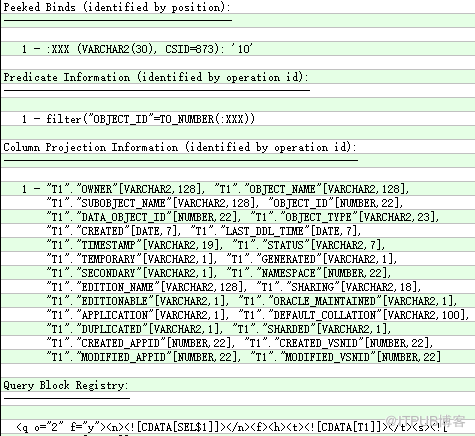 Peeked Binds (identified by position):
1 - :XXX (VARCHAR2(30), CSID=873): '10'
Predicate Information (identified by operation id):
1 - filter("OBJECT_ID"=TO_NUMBER(:XXX))
Column Projection Information (identified by operation id):
1 - "T1"."OWNER"[VARCHAR2,128], "T1"."OBJECT_NAME"[VARCHAR2,128],
"T1"."SUBOBJECT_NAME"[VARCHAR2,128], "OBJECT_ID"[NUMBER,22],
"T1"."DATA_OBJECT_ID"[NUMBER,22], "T1"."OBJECT_TYPE"[VARCHAR2,23],
"T1"."CREATED"[DATE,7], "T1"."LAST_DDL_TIME"[DATE,7],
"T1"."TIMESTAMP"[VARCHAR2,19], "T1"."STATUS"[VARCHAR2,7],
"T1"."TEMPORARY"[VARCHAR2,1], "T1"."GENERATED"[VARCHAR2,1],
"T1"."SECONDARY"[VARCHAR2,1], "T1"."NAMESPACE"[NUMBER,22],
"T1"."EDITION_NAME"[VARCHAR2,128], "T1"."SHARING"[VARCHAR2,18],
"T1"."EDITIONABLE"[VARCHAR2,1], "T1"."ORACLE_MAINTAINED"[VARCHAR2,1],
"T1"."APPLICATION"[VARCHAR2,1], "T1"."DEFAULT_COLLATION"[VARCHAR2,100],
"T1"."DUPLICATED"[VARCHAR2,1], "T1"."SHARDED"[VARCHAR2,1],
"T1"."CREATED_APPID"[NUMBER,22], "T1"."CREATED_VSNID"[NUMBER,22],
"T1"."MODIFIED_APPID"[NUMBER,22], "T1"."MODIFIED_VSNID"[NUMBER,22]
Query Block Registry:
<q o="2" f="y"><n><![CDATA[SEL$1]]></n><f><h><t><![CDATA[T1]]></t><s><![
@ITPUB博客